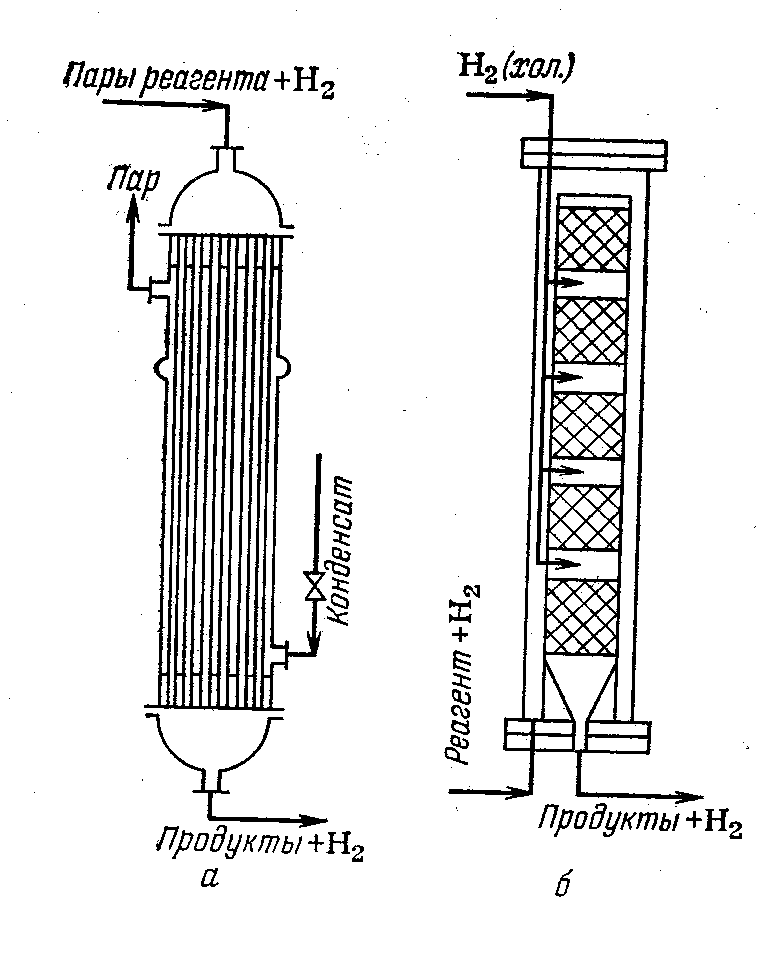 Пары реагента + H₂
Пар
Конденсат
Продукты + H₂
а
H₂ (хол.)
Реагент + H₂
Продукты + H₂
б